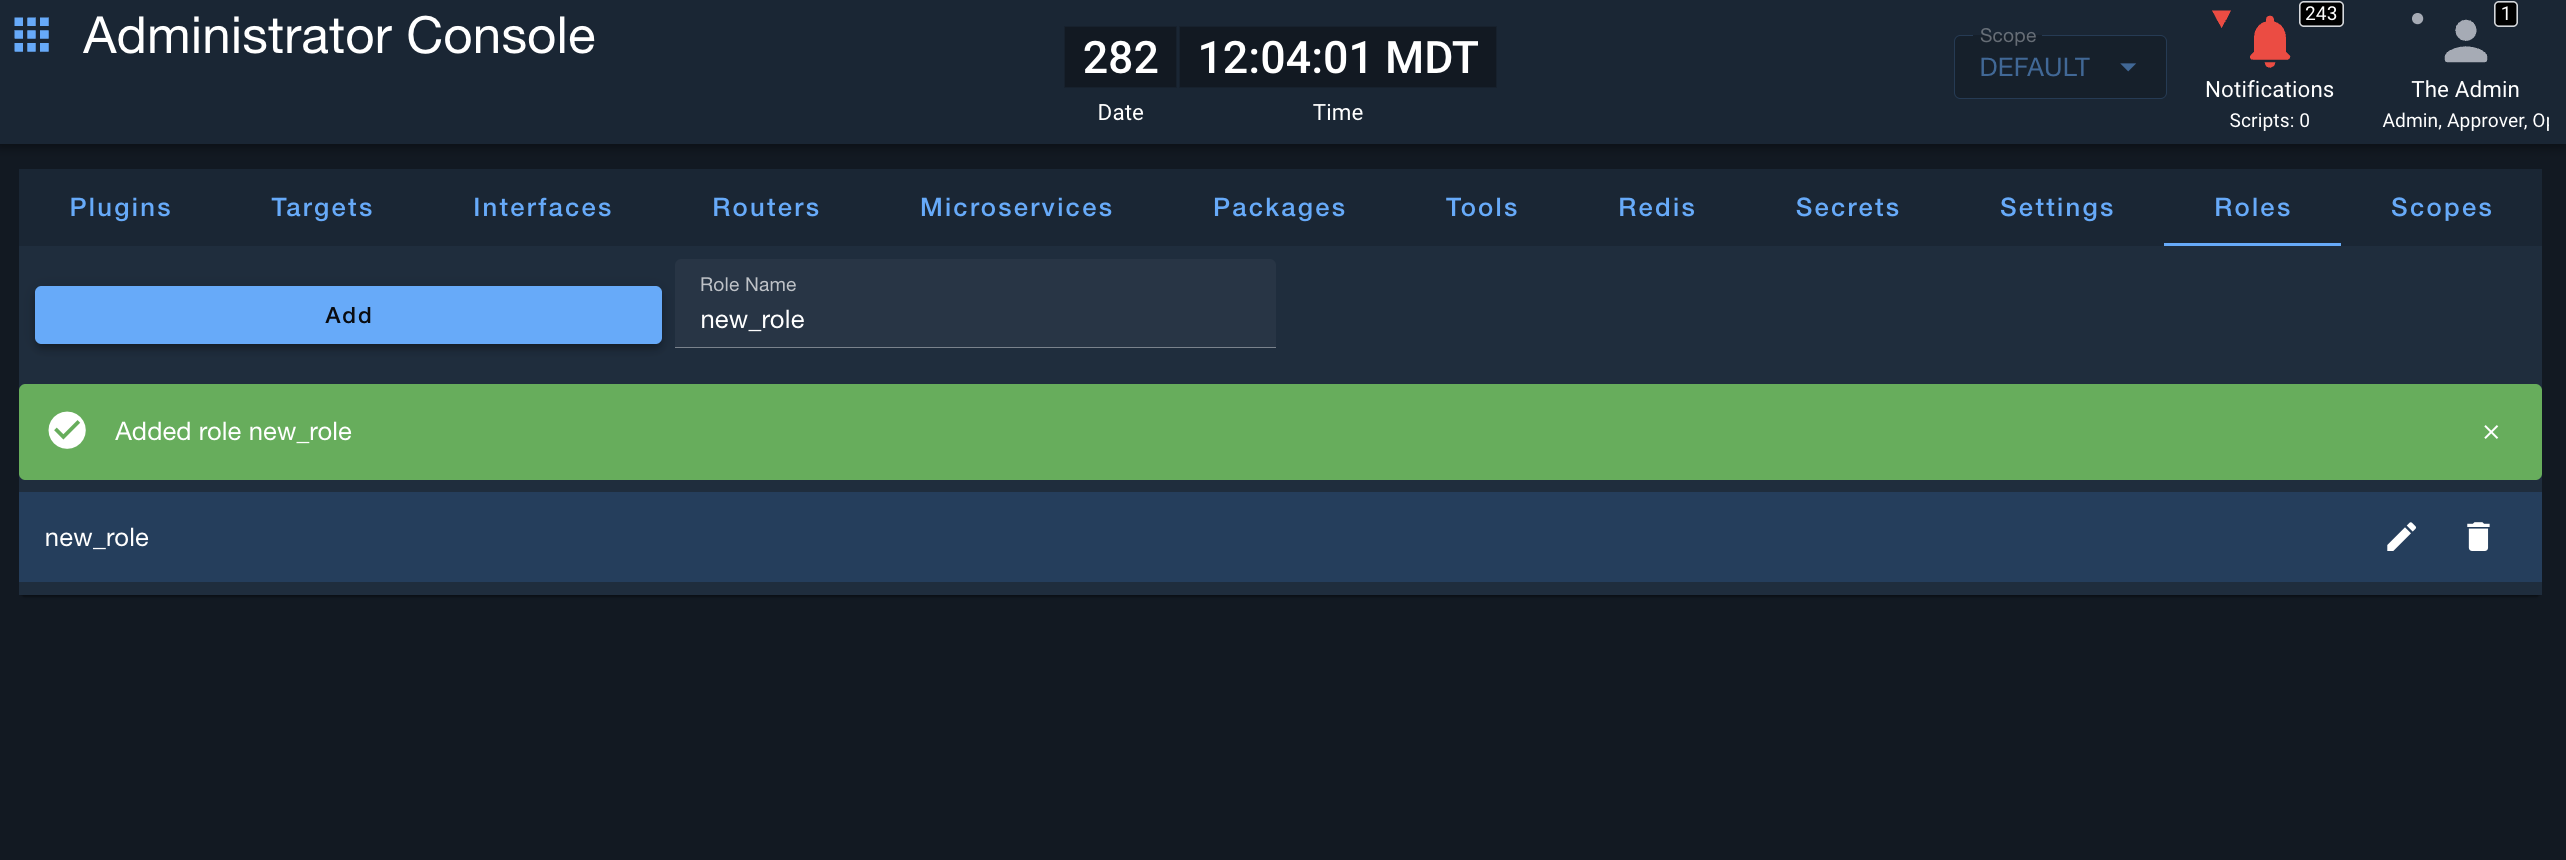 Administrator Console
282
12:04:01 MDT
Date
Time
Scope
DEFAULT
243
Notifications
Scripts: 0
1
The Admin
Admin, Approver,
Plugins
Targets
Interfaces
Routers
Microservices
Packages
Tools
Redis
Secrets
Settings
Roles
Scopes
Add
Role Name
new_role
Added role new_role
new_role